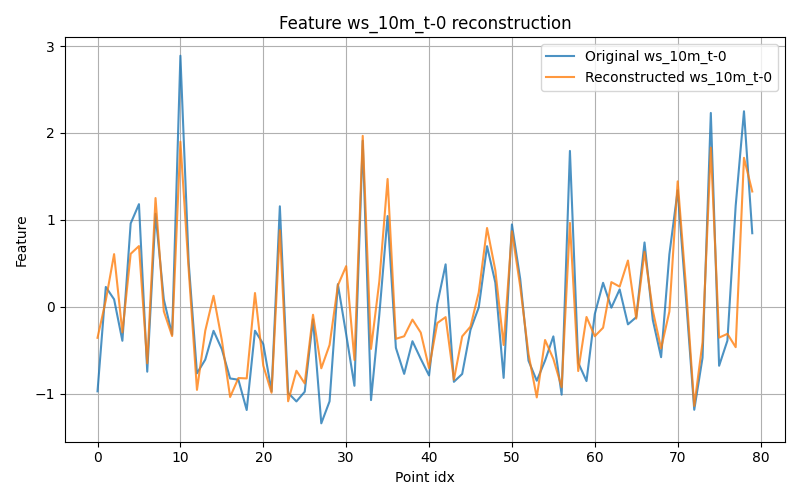 Feature ws_10m_t-0 reconstruction
Original ws_10m_t-0
Reconstructed ws_10m_t-0
Feature
3
2
1
0
−1
0 10 20 30 40 50 60 70 80
Point idx